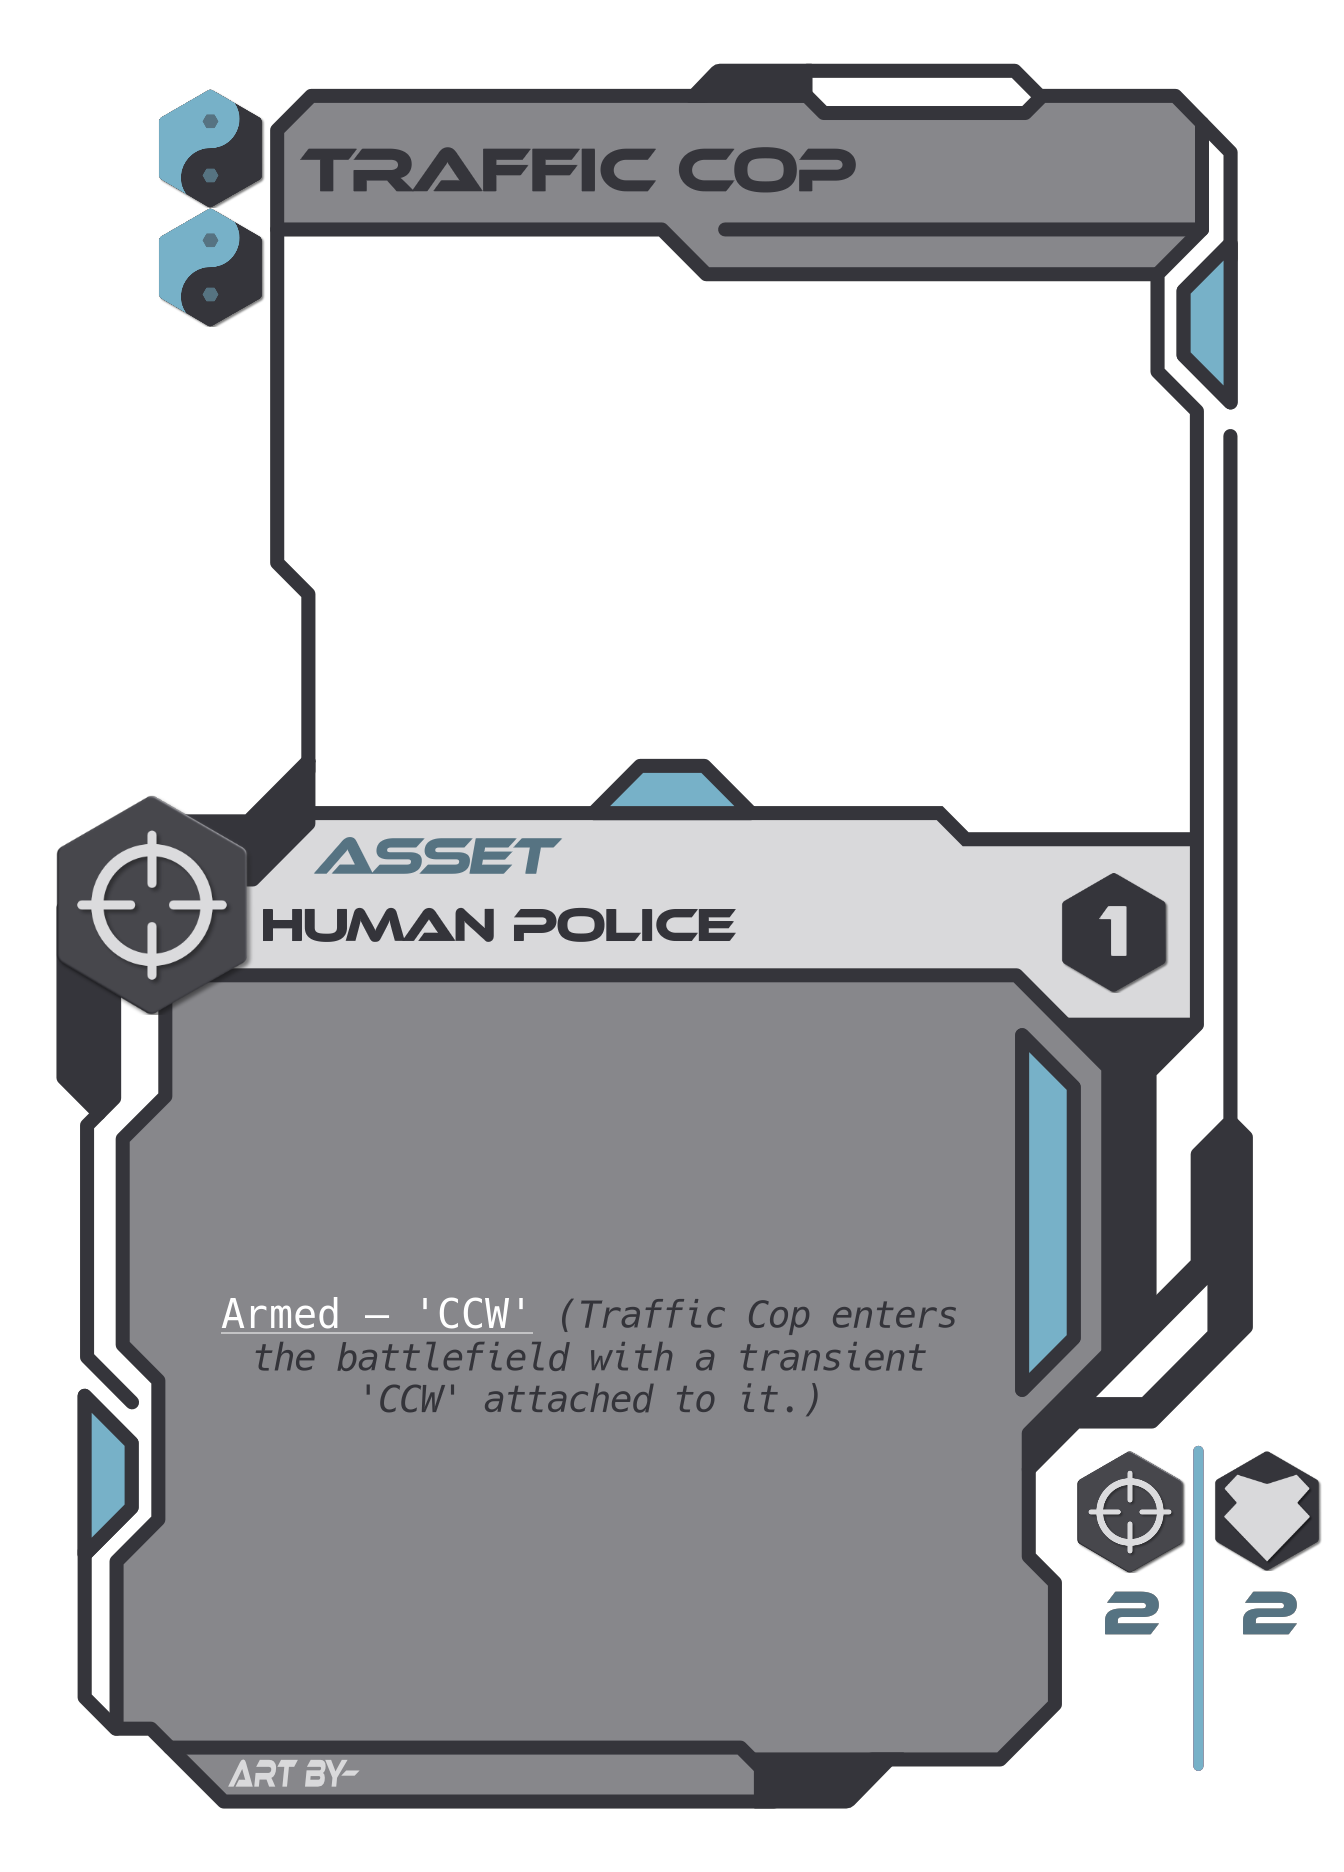 TRAFFIC COP
ASSET
HUMAN POLICE
1
Armed – 'CCW' (Traffic Cop enters
the battlefield with a transient
'CCW' attached to it.)
2 2
ART BY-